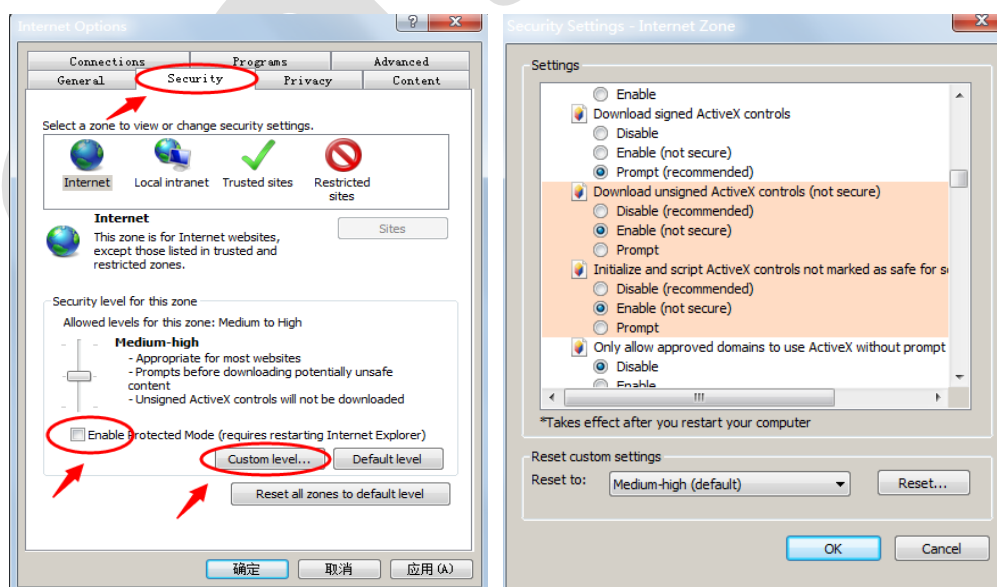 Internet Options
Connections Programs Advanced
General Security Privacy Content
Select a zone to view or change security settings.
Internet Local intranet Trusted sites Restricted sites
Internet
Sites
This zone is for Internet websites,
except those listed in trusted and
restricted zones.
Security level for this zone
Allowed levels for this zone: Medium to High
Medium-high
- Appropriate for most websites
- Prompts before downloading potentially unsafe
content
- Unsigned ActiveX controls will not be downloaded
Enable Protected Mode (requires restarting Internet Explorer)
Custom level... Default level
Reset all zones to default level
确定 取消 应用(A)
Security Settings - Internet Zone
Settings
Enable
Download signed ActiveX controls
Disable
Enable (not secure)
Prompt (recommended)
Download unsigned ActiveX controls (not secure)
Disable (recommended)
Enable (not secure)
Prompt
Initialize and script ActiveX controls not marked as safe for s
Disable (recommended)
Enable (not secure)
Prompt
Only allow approved domains to use ActiveX without prompt
Disable
Enable
*Takes effect after you restart your computer
Reset custom settings
Reset to: Medium-high (default) Reset...
OK Cancel